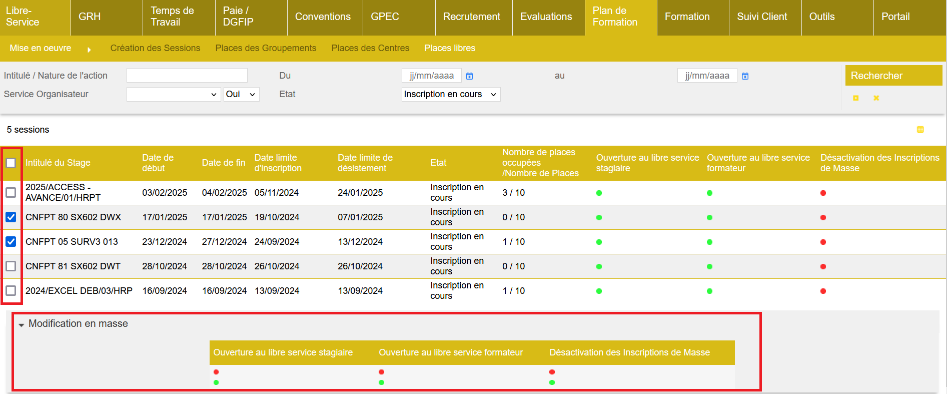 Libre-Service GRH Temps de Travail Paie / DGFIP Conventions GPEC Recrutement Evaluations Plan de Formation Formation Suivi Client Outils Portail
Mise en oeuvre Création des Sessions Places des Groupements Places des Centres Places libres
Intitulé / Nature de l'action Du jj/mm/aaaa au jj/mm/aaaa Rechercher
Service Organisateur Oui Etat Inscription en cours
5 sessions
Intitulé du Stage Date de début Date de fin Date limite d'inscription Date limite de désistement Etat Nombre de places occupées /Nombre de Places Ouverture au libre service stagiaire Ouverture au libre service formateur Désactivation des Inscriptions de Masse
2025/ACCESS - AVANCE/01/HRPT 03/02/2025 04/02/2025 05/11/2024 24/01/2025 Inscription en cours 3 / 10
CNFPT 80 SX602 DWX 17/01/2025 17/01/2025 19/10/2024 07/01/2025 Inscription en cours 0 / 10
CNFPT 05 SURV3 013 23/12/2024 27/12/2024 24/09/2024 13/12/2024 Inscription en cours 1 / 10
CNFPT 81 SX602 DWT 28/10/2024 28/10/2024 26/10/2024 26/10/2024 Inscription en cours 0 / 10
2024/EXCEL DEB/03/HRP 16/09/2024 16/09/2024 13/09/2024 13/09/2024 Inscription en cours 1 / 10
Modification en masse
Ouverture au libre service stagiaire Ouverture au libre service formateur Désactivation des Inscriptions de Masse